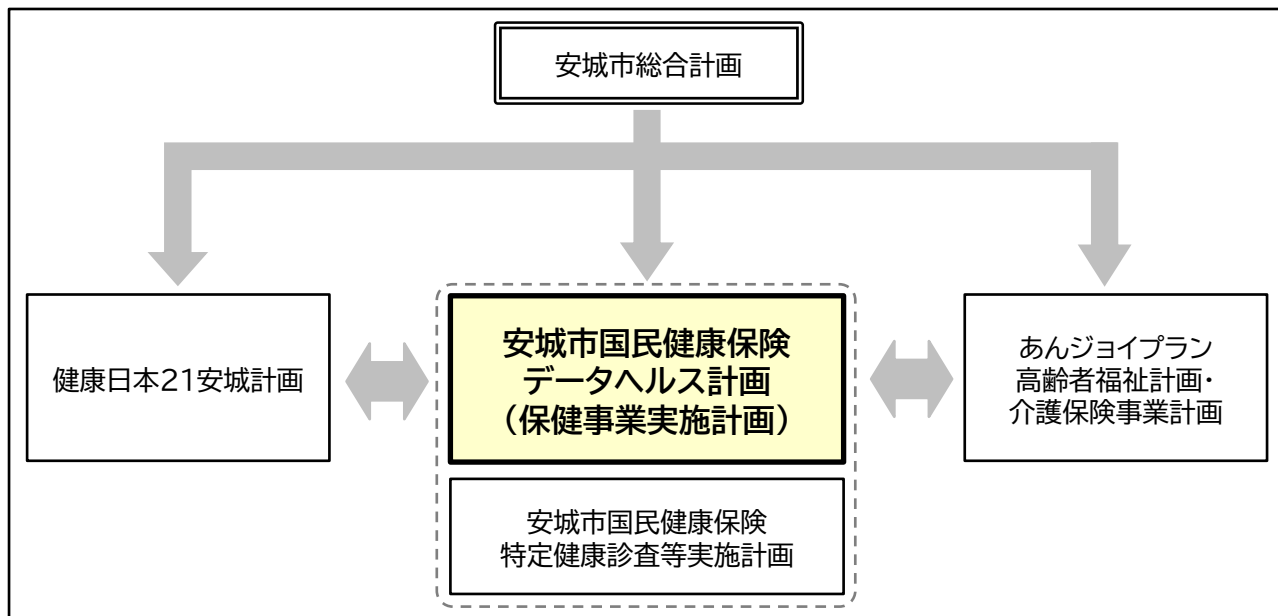 安城市総合計画
健康日本21安城計画
安城市国民健康保険
データヘルス計画
（保健事業実施計画）
あんジョイプラン
高齢者福祉計画・
介護保険事業計画
安城市国民健康保険
特定健康診査等実施計画